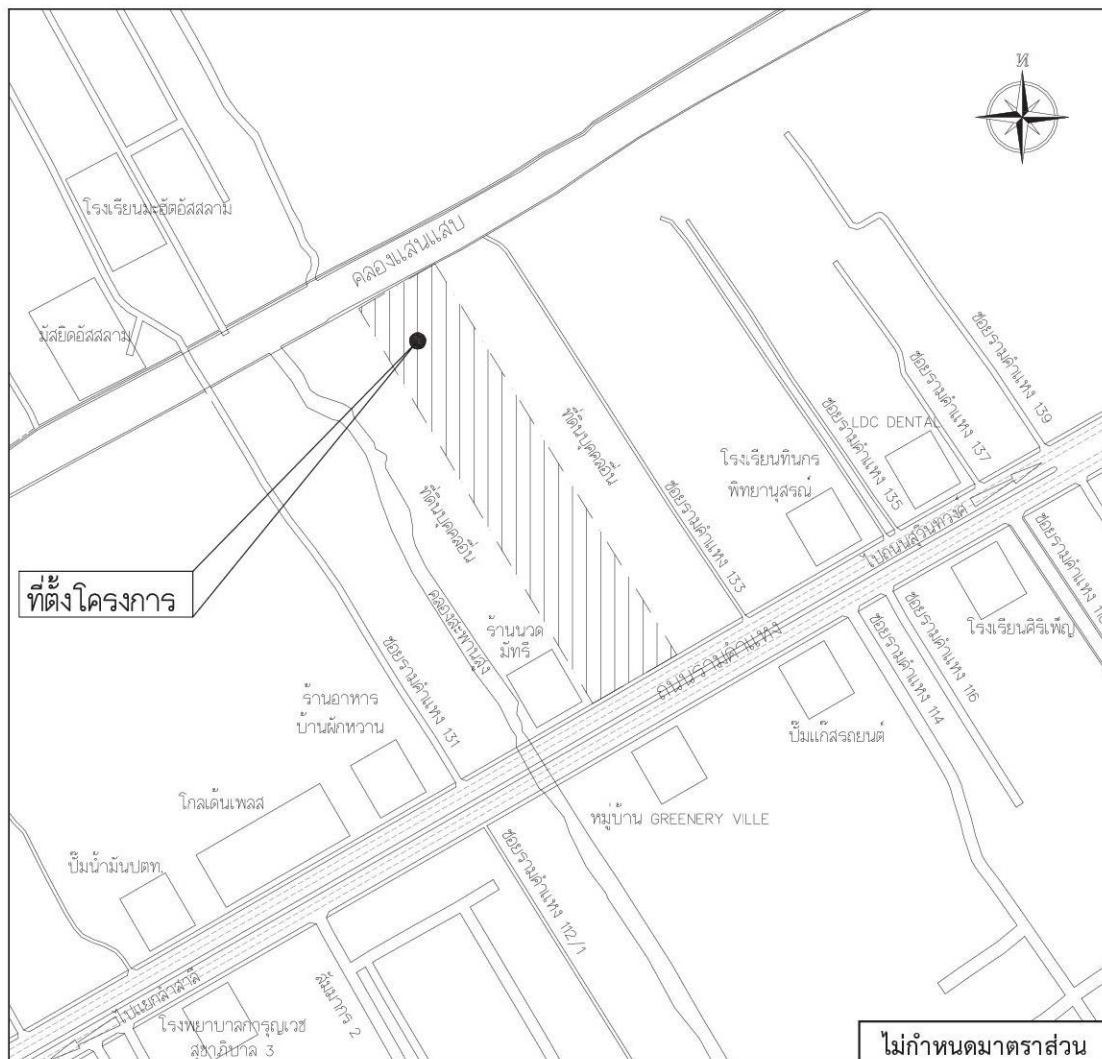 И
โรงเรียนมะฮัดอัสสลาม
คลองแสนแสบ
มัสยิดอัสสลาม
ซอยรามคำแหง 139
LDC DENTAL
ซอยรามคำแหง 137
ซอยรามคำแหง 135
โรงเรียนทินกร
พิทยานุสรณ์
ที่ดินบุคคลอื่น
ซอยรามคำแหง 133
ที่ดินบุคคลอื่น
ไปถนนสุวินทวงศ์
ที่ตั้งโครงการ
คลองสะพานสูง
ร้านนวด
มัทรี
ถนนรามคำแหง
โรงเรียนศิริเพ็ญ
ซอยรามคำแหง 116
ซอยรามคำแหง 114
ซอยรามคำแหง 131
ร้านอาหาร
บ้านผักหวาน
ปั๊มแก๊สรถยนต์
โกลเด้นเพลส
หมู่บ้าน GREENERY VILLE
ปั๊มน้ำมันปตท.
ซอยรามคำแหง 112/1
ไปแยกลำสาลี
สัมมากร 2
โรงพยาบาลการุญเวช
สุขาภิบาล 3
ไม่กำหนดมาตราส่วน